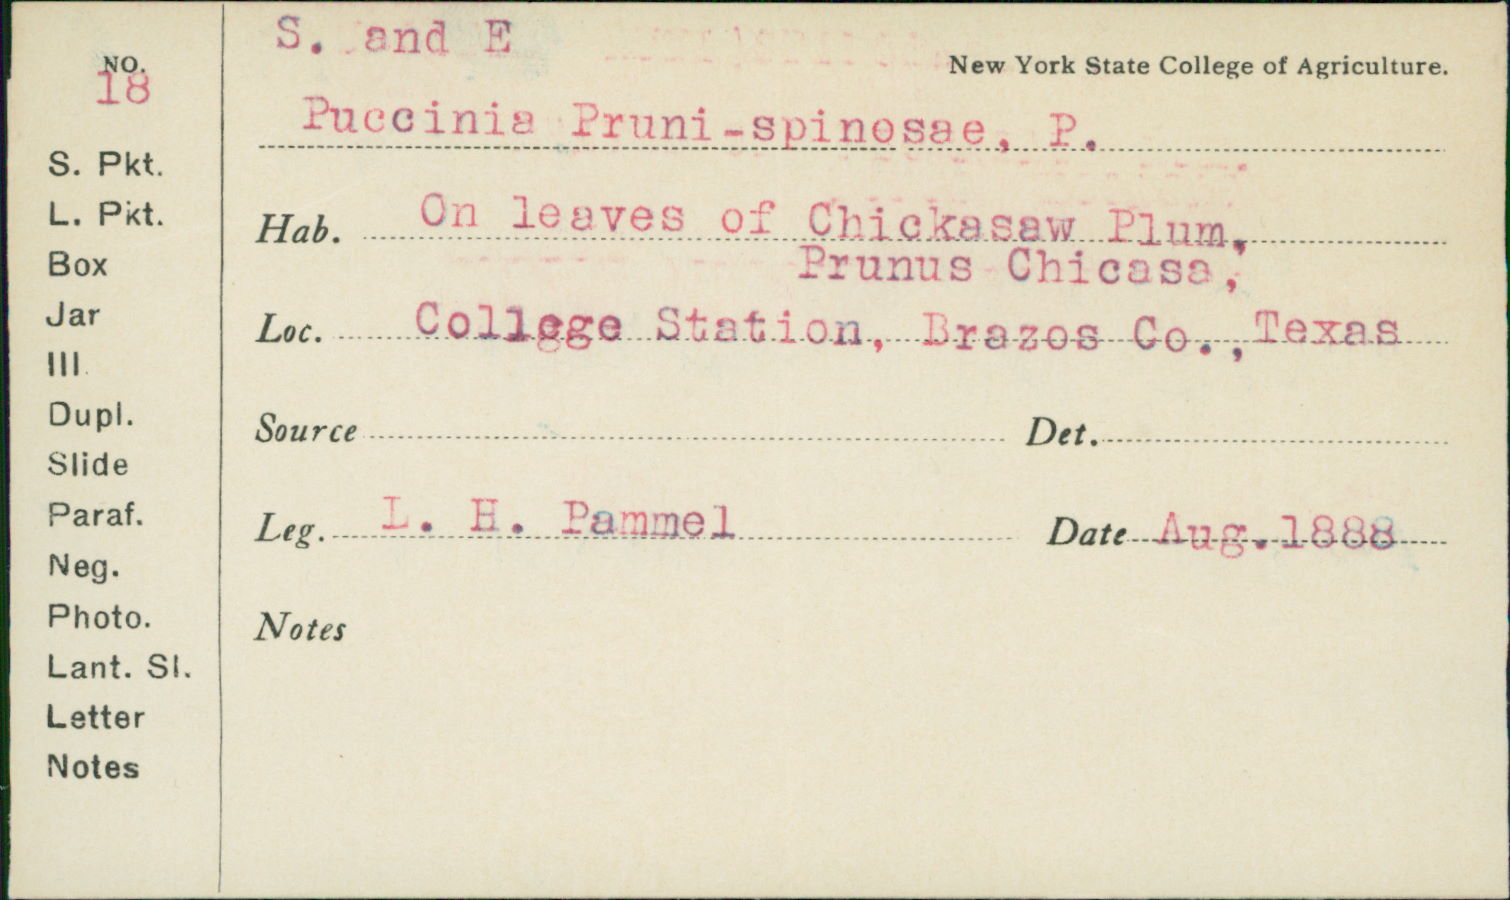 S. and E
NO.
18
New York State College of Agriculture.
Puccinia Pruni-spinosae, P.
S. Pkt.
L. Pkt.
Box
Jar
Ill.
Dupl.
Slide
Paraf.
Neg.
Photo.
Lant. Sl.
Letter
Notes
Hab. On leaves of Chickasaw Plum,
Prunus Chicasa,
Loc. College Station, Brazos Co., Texas
Source Det.
Leg. L. H. Pammel Date Aug. 1888
Notes